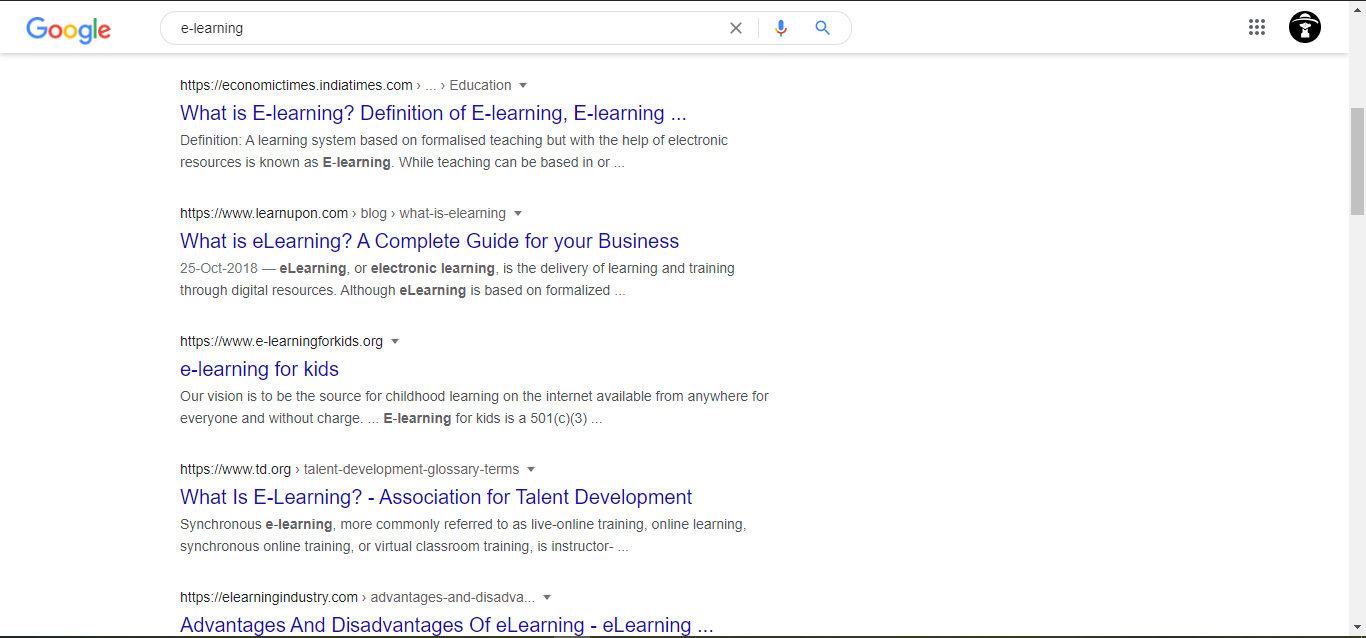 Google
e-learning
https://economictimes.indiatimes.com › ... › Education
What is E-learning? Definition of E-learning, E-learning ...
Definition: A learning system based on formalised teaching but with the help of electronic
resources is known as E-learning. While teaching can be based in or ...
https://www.learnupon.com › blog › what-is-elearning
What is eLearning? A Complete Guide for your Business
25-Oct-2018 — eLearning, or electronic learning, is the delivery of learning and training
through digital resources. Although eLearning is based on formalized ...
https://www.e-learningforkids.org
e-learning for kids
Our vision is to be the source for childhood learning on the internet available from anywhere for
everyone and without charge. ... E-learning for kids is a 501(c)(3) ...
https://www.td.org › talent-development-glossary-terms
What Is E-Learning? - Association for Talent Development
Synchronous e-learning, more commonly referred to as live-online training, online learning,
synchronous online training, or virtual classroom training, is instructor- ...
https://elearningindustry.com › advantages-and-disadva...
Advantages And Disadvantages Of eLearning - eLearning ...